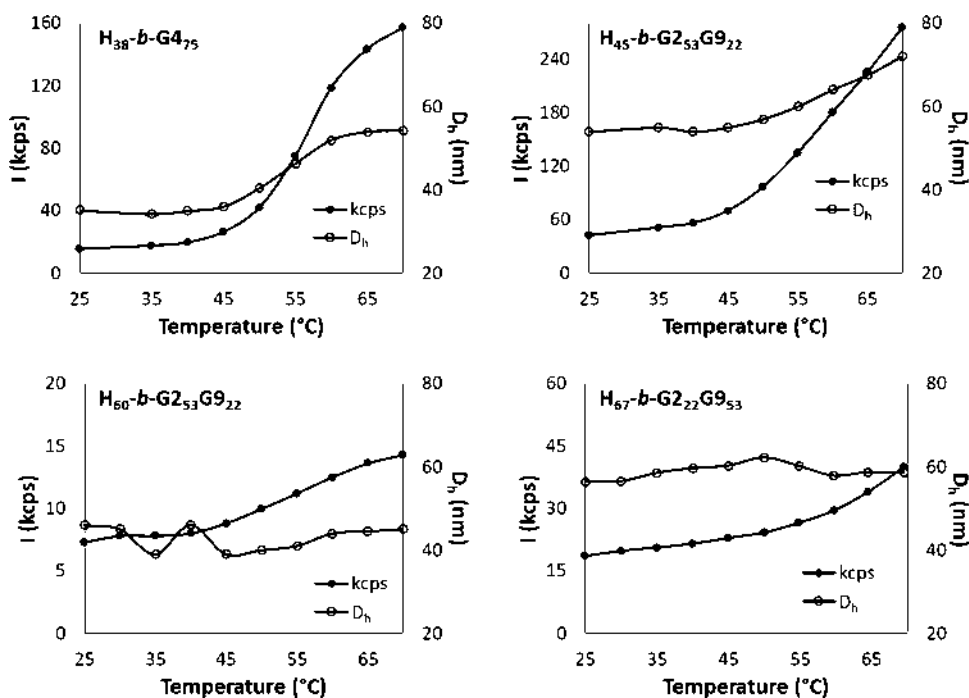 H38-b-G475
160
120
80
40
0
I (kcps)
80
60
40
20
Dh (nm)
kcps
Dh
25 35 45 55 65
Temperature (°C)
H45-b-G253G922
240
180
120
60
0
I (kcps)
80
60
40
20
Dh (nm)
kcps
Dh
25 35 45 55 65
Temperature (°C)
H60-b-G253G922
20
15
10
5
0
I (kcps)
80
60
40
20
Dh (nm)
kcps
Dh
25 35 45 55 65
Temperature (°C)
H67-b-G222G953
60
45
30
15
0
I (kcps)
80
60
40
20
Dh (nm)
kcps
Dh
25 35 45 55 65
Temperature (°C)